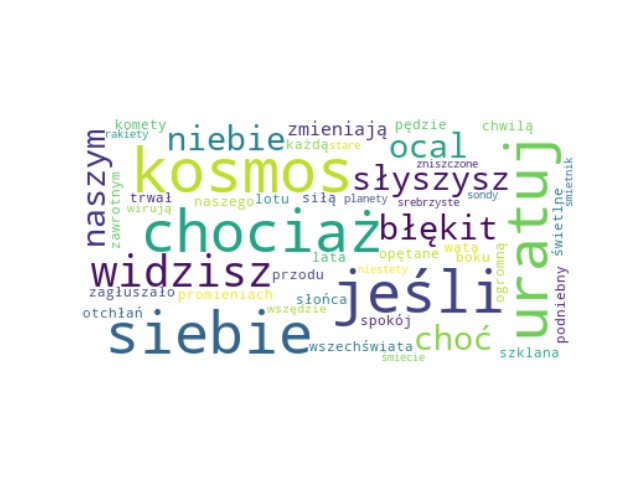 komety
rakiety
niebie
zmieniają
pędzie
chwilą
każdą
stare
ocal
naszym
kosmos
zniszczone
słyszysz
uratuj
śmietnik
zawrotnym
trwał
wirują
naszego
lotu
siłą
planety
srebrzyste
sondy
świetlne
chociaż
błękit
wata
opętane
boku
ogromną
lata
widzisz
przodu
niestety
jeśli
podniebny
zagłuszało
promieniach
słońca
otchłań
siebie
wszędzie
spokój
choć
wszechświata
śmiecie
szklana